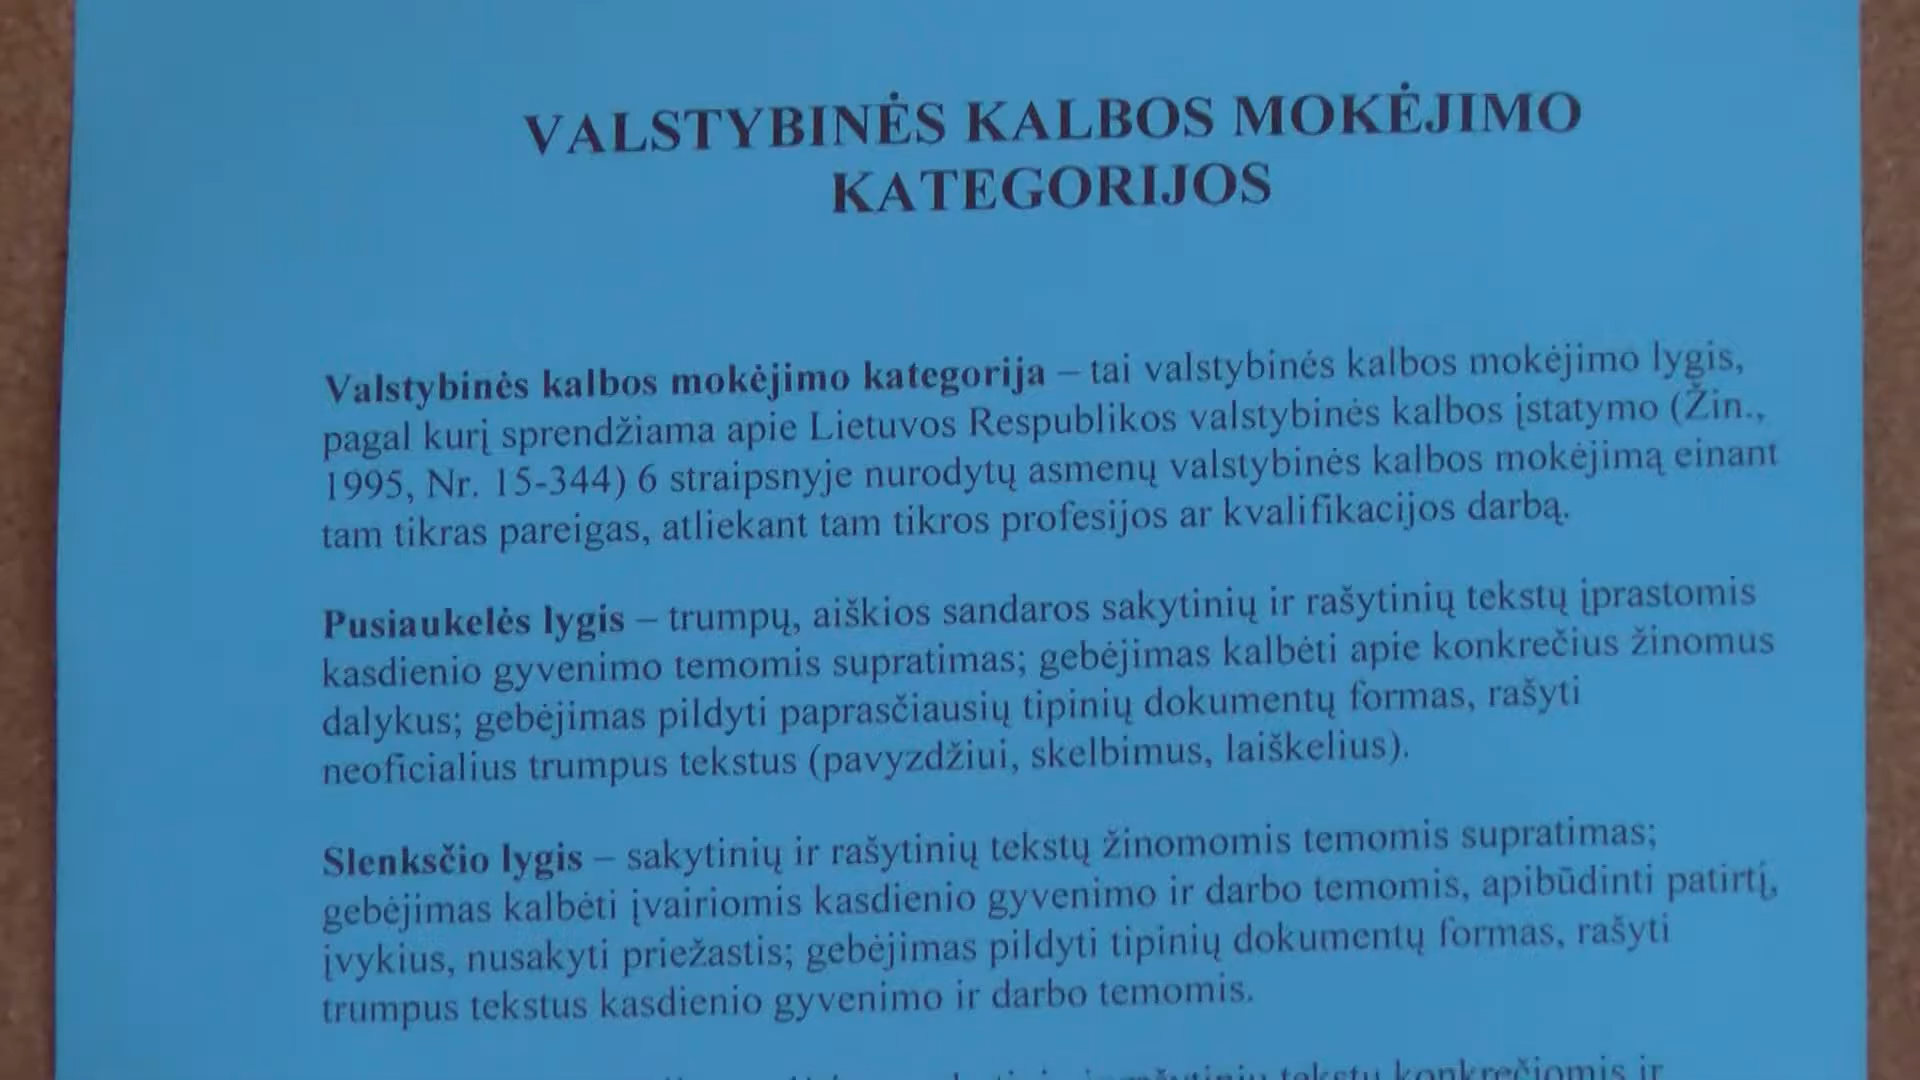 VALSTYBINĖS KALBOS MOKĖJIMO
KATEGORIJOS
Valstybinės kalbos mokėjimo kategorija – tai valstybinės kalbos mokėjimo lygis,
pagal kurį sprendžiama apie Lietuvos Respublikos valstybinės kalbos įstatymo (Žin.,
1995, Nr. 15-344) 6 straipsnyje nurodytų asmenų valstybinės kalbos mokėjimą einant
tam tikras pareigas, atliekant tam tikros profesijos ar kvalifikacijos darbą.
Pusiaukelės lygis – trumpų, aiškios sandaros sakytinių ir rašytinių tekstų įprastomis
kasdienio gyvenimo temomis supratimas; gebėjimas kalbėti apie konkrečius žinomus
dalykus; gebėjimas pildyti paprasčiausių tipinių dokumentų formas, rašyti
neoficialius trumpus tekstus (pavyzdžiui, skelbimus, laiškelius).
Slenksčio lygis – sakytinių ir rašytinių tekstų žinomomis temomis supratimas;
gebėjimas kalbėti įvairiomis kasdienio gyvenimo ir darbo temomis, apibūdinti patirtį,
įvykius, nusakyti priežastis; gebėjimas pildyti tipinių dokumentų formas, rašyti
trumpus tekstus kasdienio gyvenimo ir darbo temomis.
rašytinių tekstų konkrečiomis ir